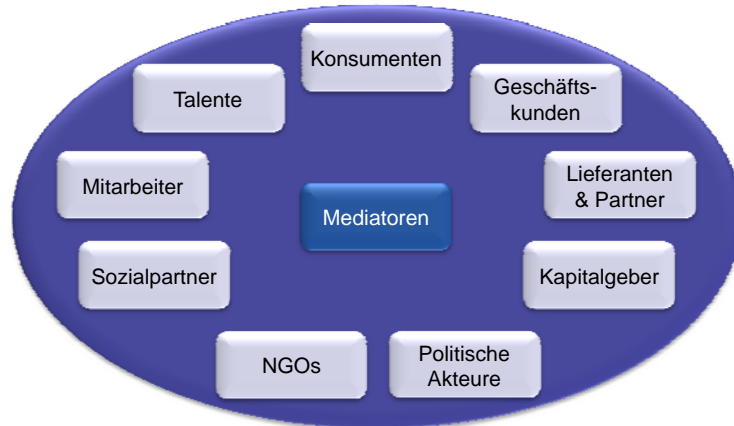 Konsumenten
Talente
Geschäfts-
kunden
Mitarbeiter
Lieferanten
& Partner
Mediatoren
Sozialpartner
Kapitalgeber
NGOs
Politische
Akteure